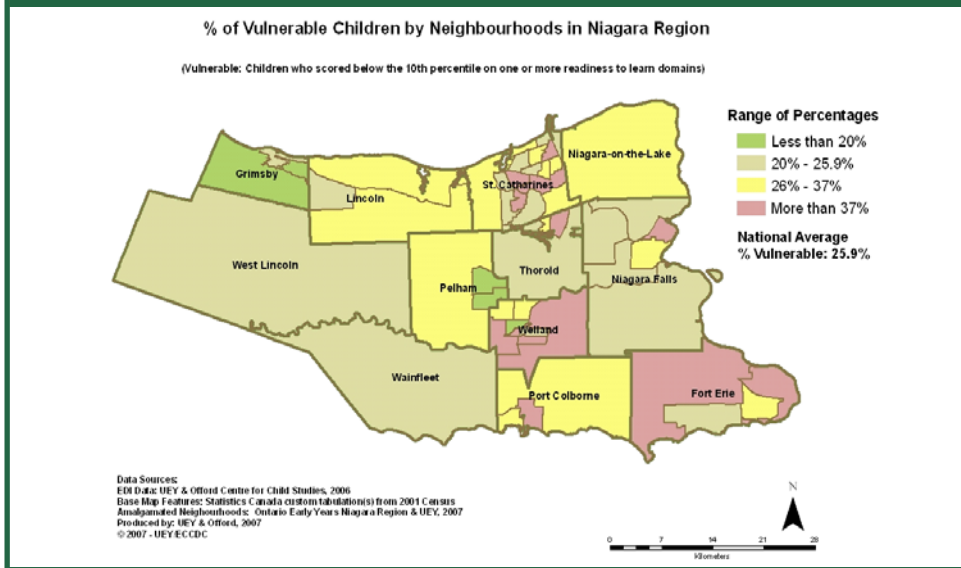 % of Vulnerable Children by Neighbourhoods in Niagara Region
(Vulnerable: Children who scored below the 10th percentile on one or more readiness to learn domains)
Range of Percentages
Less than 20%
20% - 25.9%
26% - 37%
More than 37%
National Average
% Vulnerable: 25.9%
Niagara-on-the-Lake
Grimsby
St. Catharines
Lincoln
West Lincoln
Thorold
Niagara Falls
Pelham
Welland
Wainfleet
Port Colborne
Fort Erie
Data Sources:
EDI Data: UEY & Offord Centre for Child Studies, 2006
Base Map Features: Statistics Canada custom tabulation(s) from 2001 Census
Amalgamated Neighbourhoods: Ontario Early Years Niagara Region & UEY, 2007
Produced by: UEY & Offord, 2007
© 2007 - UEY/ECCDC
N
0 7 14 21 28
Kilometers